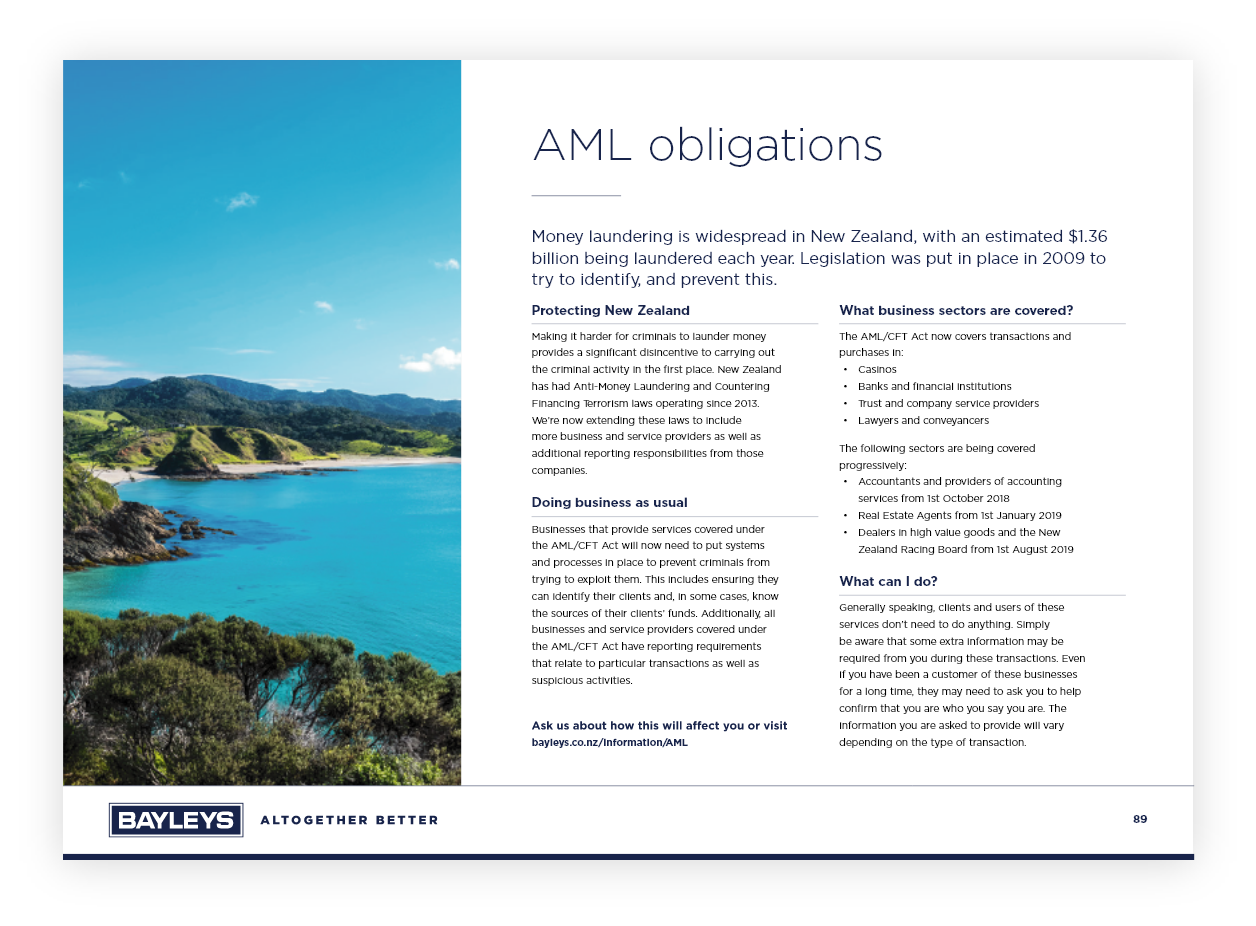 AML obligations
Money laundering is widespread in New Zealand, with an estimated $1.36
billion being laundered each year. Legislation was put in place in 2009 to
try to identify, and prevent this.
Protecting New Zealand
Making it harder for criminals to launder money
provides a significant disincentive to carrying out
the criminal activity in the first place. New Zealand
has had Anti-Money Laundering and Countering
Financing Terrorism laws operating since 2013.
We're now extending these laws to include
more business and service providers as well as
additional reporting responsibilities from those
companies.
Doing business as usual
Businesses that provide services covered under
the AML/CFT Act will now need to put systems
and processes in place to prevent criminals from
trying to exploit them. This includes ensuring they
can identify their clients and, in some cases, know
the sources of their clients' funds. Additionally, all
businesses and service providers covered under
the AML/CFT Act have reporting requirements
that relate to particular transactions as well as
suspicious activities.
Ask us about how this will affect you or visit
bayleys.co.nz/information/AML
What business sectors are covered?
The AML/CFT Act now covers transactions and
purchases in:
• Casinos
• Banks and financial institutions
• Trust and company service providers
• Lawyers and conveyancers
The following sectors are being covered
progressively:
• Accountants and providers of accounting
services from 1st October 2018
• Real Estate Agents from 1st January 2019
• Dealers in high value goods and the New
Zealand Racing Board from 1st August 2019
What can I do?
Generally speaking, clients and users of these
services don't need to do anything. Simply
be aware that some extra information may be
required from you during these transactions. Even
if you have been a customer of these businesses
for a long time, they may need to ask you to help
confirm that you are who you say you are. The
information you are asked to provide will vary
depending on the type of transaction.
BAYLEYS ALTOGETHER BETTER
89